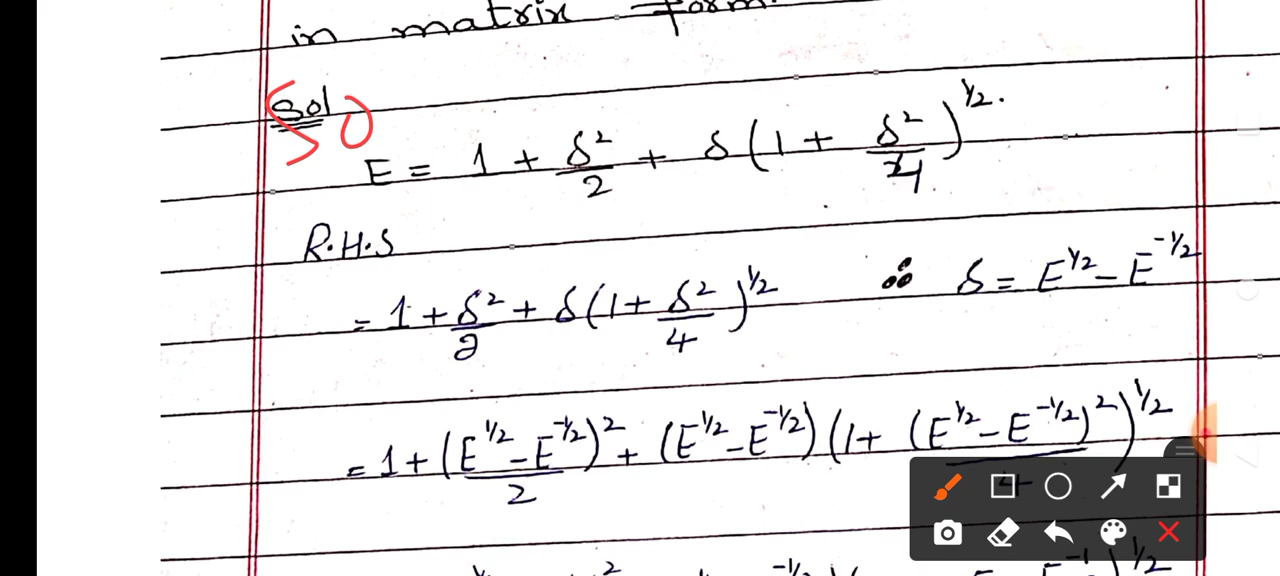 in matrix form.
Sol
E = 1 + δ²/2 + δ(1 + δ²/4)^1/2.
R.H.S
= 1 + δ²/2 + δ(1 + δ²/4)^1/2 ∴ δ = E^1/2 - E^-1/2
= 1 + (E^1/2 - E^-1/2)²/2 + (E^1/2 - E^-1/2)(1 + (E^1/2 - E^-1/2)²/4)^1/2